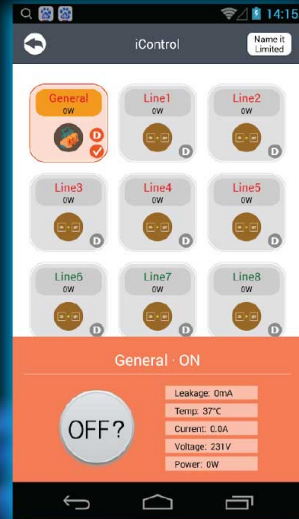 14:15
iControl
Name it
Limited
General
0W
D
Line1
0W
D
Line2
0W
D
Line3
0W
D
Line4
0W
D
Line5
0W
D
Line6
0W
D
Line7
0W
D
Line8
0W
D
General · ON
OFF?
Leakage: 0mA
Temp: 37℃
Current: 0.0A
Voltage: 231V
Power: 0W